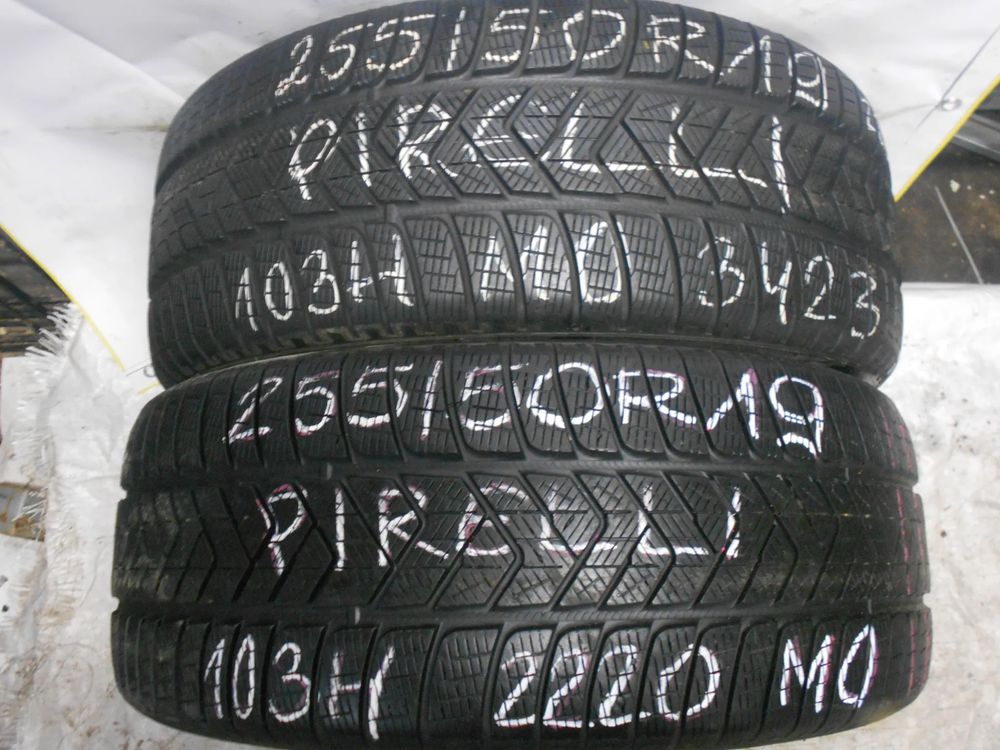 255/50R19
PIRELLI
103H MO 3423
255/50R19
PIRELLI
103H 2220 MO